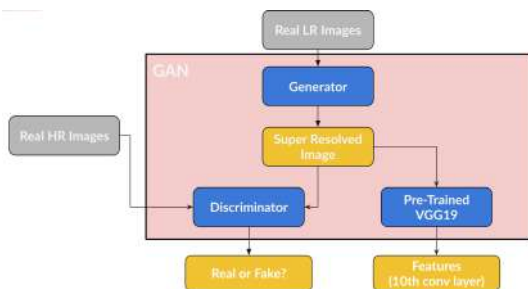 Real LR Images
GAN
Generator
Real HR Images
Super Resolved
Image
Discriminator
Pre-Trained
VGG19
Real or Fake?
Features
(10th conv layer)